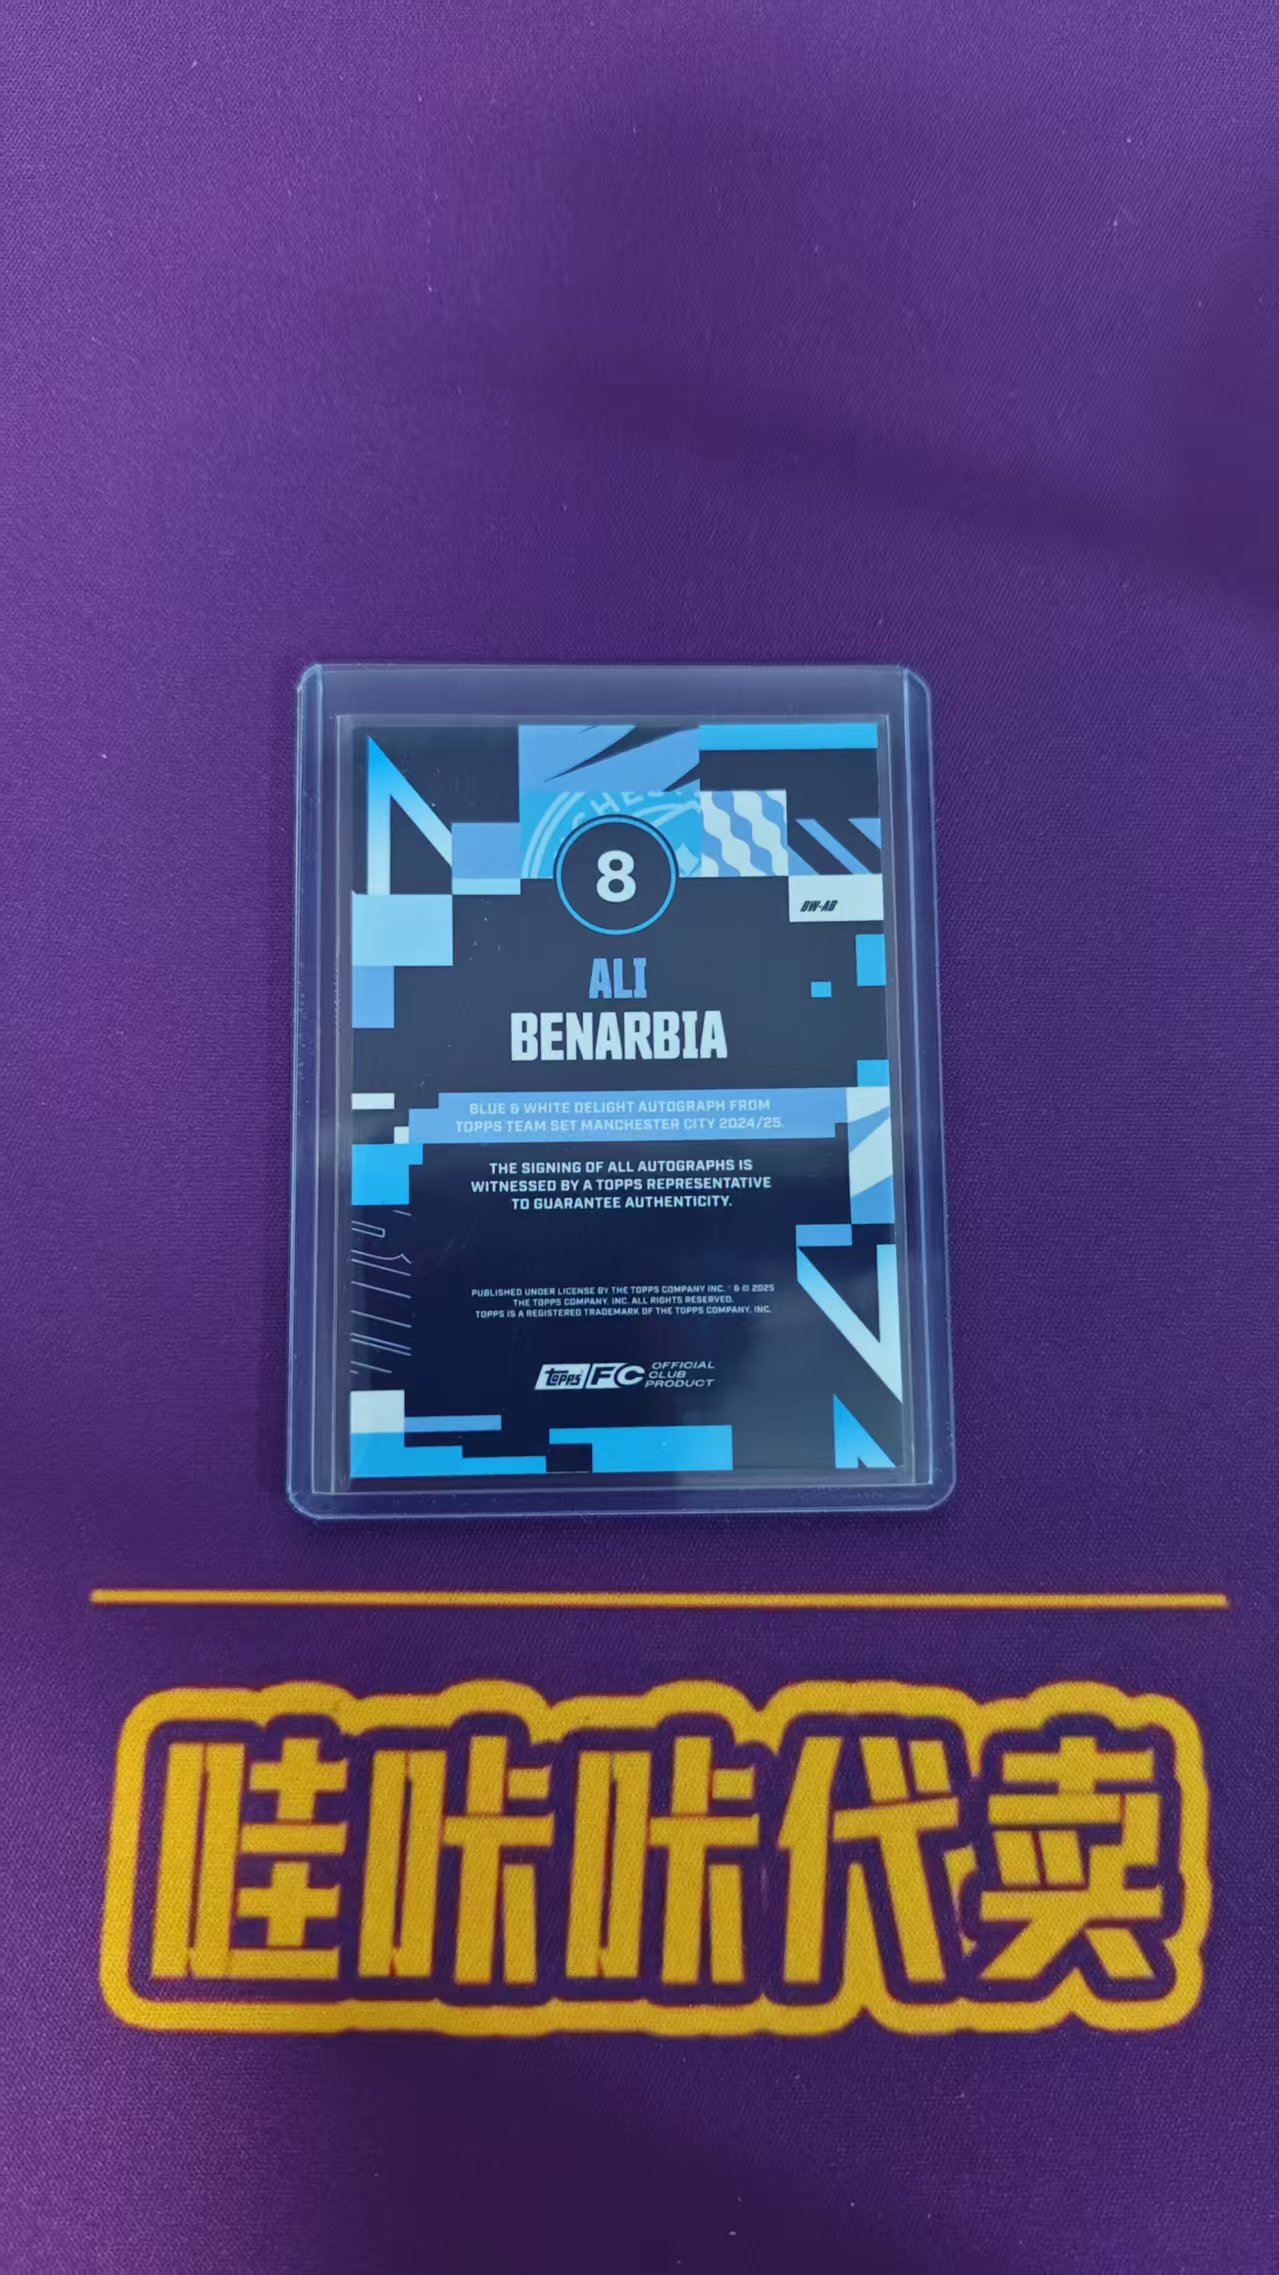 CHEST
8
BW-AB
ALI
BENARBIA
BLUE & WHITE DELIGHT AUTOGRAPH FROM
TOPPS TEAM SET MANCHESTER CITY 2024/25.
THE SIGNING OF ALL AUTOGRAPHS IS
WITNESSED BY A TOPPS REPRESENTATIVE
TO GUARANTEE AUTHENTICITY.
PUBLISHED UNDER LICENSE BY THE TOPPS COMPANY INC. & © 2025
THE TOPPS COMPANY, INC. ALL RIGHTS RESERVED.
TOPPS IS A REGISTERED TRADEMARK OF THE TOPPS COMPANY, INC.
topps FC OFFICIAL
CLUB
PRODUCT
哇咔咔代卖